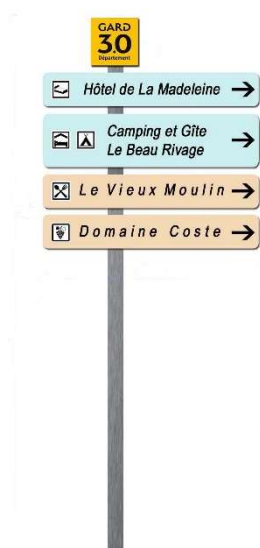 GARD
30
Département
Hôtel de La Madeleine
Camping et Gîte
Le Beau Rivage
Le Vieux Moulin
Domaine Coste